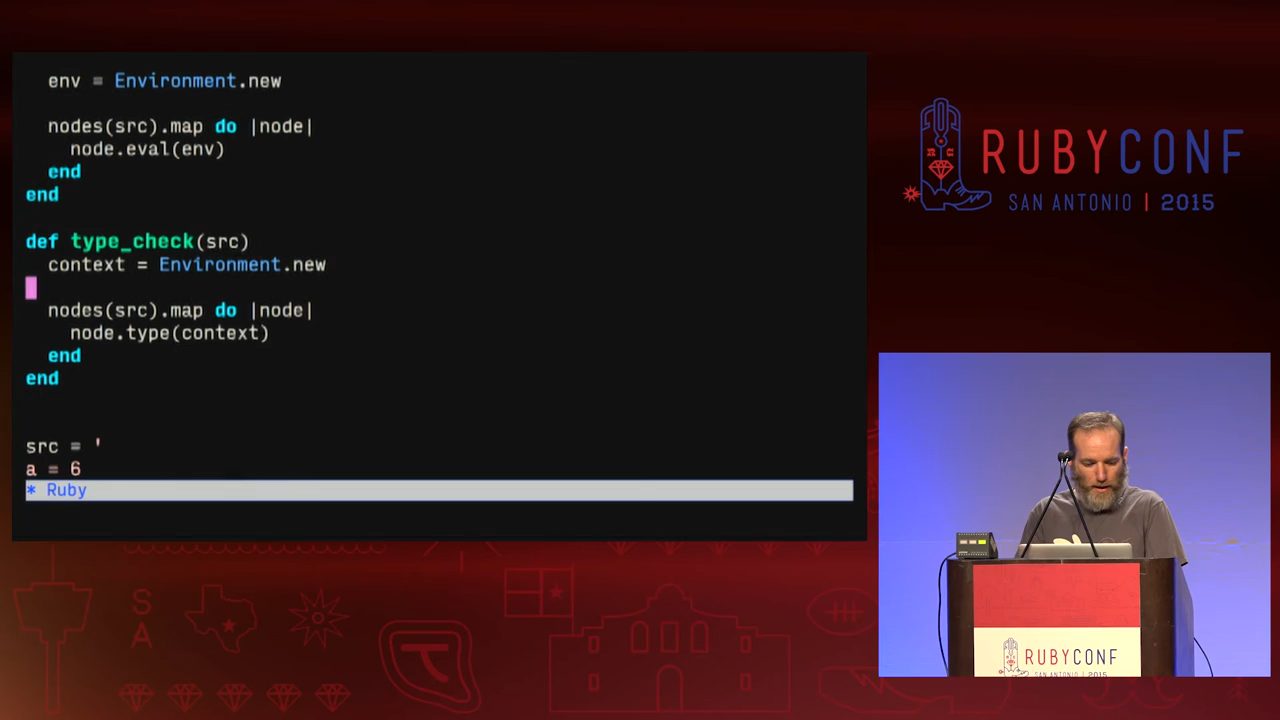 env = Environment.new
nodes(src).map do |node|
node.eval(env)
end
end
def type_check(src)
context = Environment.new
nodes(src).map do |node|
node.type(context)
end
end
src = '
a = 6
* Ruby
RUBYCONF
SAN ANTONIO | 2015
S
A
RUBYCONF
SAN ANTONIO | 2015